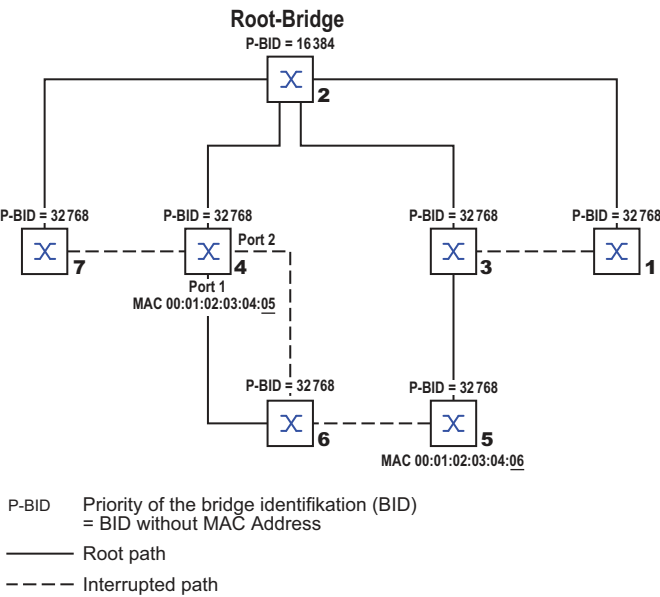 Root-Bridge
P-BID = 16384
2
P-BID = 32768
P-BID = 32768
P-BID = 32768
P-BID = 32768
7
Port 2
4
3
1
Port 1
MAC 00:01:02:03:04:05
P-BID = 32768
P-BID = 32768
6
5
MAC 00:01:02:03:04:06
P-BID Priority of the bridge identifikation (BID)
= BID without MAC Address
Root path
Interrupted path